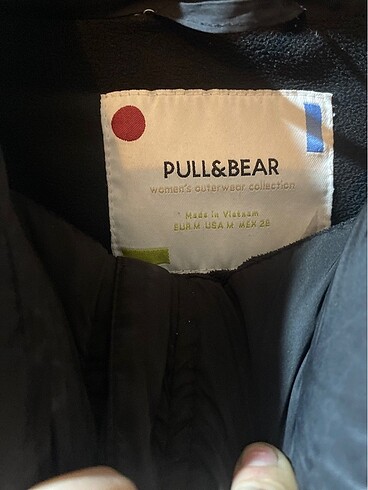 PULL&BEAR
women's outerwear collection
Made in Vietnam
EUR M USA M MEX 28